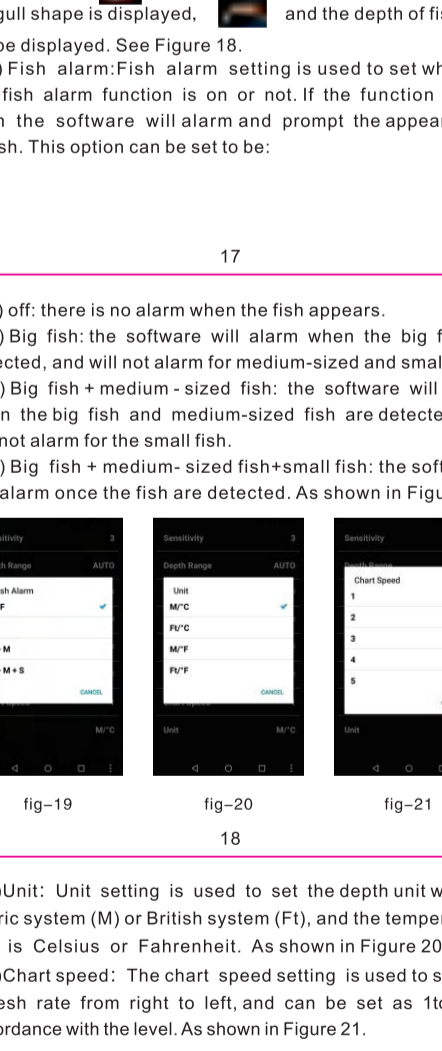 gull shape is displayed, and the depth of fis
be displayed. See Figure 18.
) Fish alarm:Fish alarm setting is used to set wh
fish alarm function is on or not. If the function
the software will alarm and prompt the appear
sh. This option can be set to be:
17
) off: there is no alarm when the fish appears.
) Big fish: the software will alarm when the big f
ected, and will not alarm for medium-sized and smal
) Big fish + medium - sized fish: the software will
n the big fish and medium-sized fish are detecte
not alarm for the small fish.
) Big fish + medium- sized fish+small fish: the soft
alarm once the fish are detected. As shown in Figu
sitivity 3
h Range AUTO
sh Alarm
F
M
M + S
CANCEL
M/°C
Sensitivity 3
Depth Range AUTO
Unit
M/°C
Ft/°C
M/°F
Ft/°F
CANCEL
Unit M/°C
Sensitivity
Depth Range
Chart Speed
1
2
3
4
5
Unit
fig–19 fig–20 fig–21
18
)Unit: Unit setting is used to set the depth unit w
ric system (M) or British system (Ft), and the temper
is Celsius or Fahrenheit. As shown in Figure 20
)Chart speed: The chart speed setting is used to s
esh rate from right to left, and can be set as 1to
ordance with the level. As shown in Figure 21.